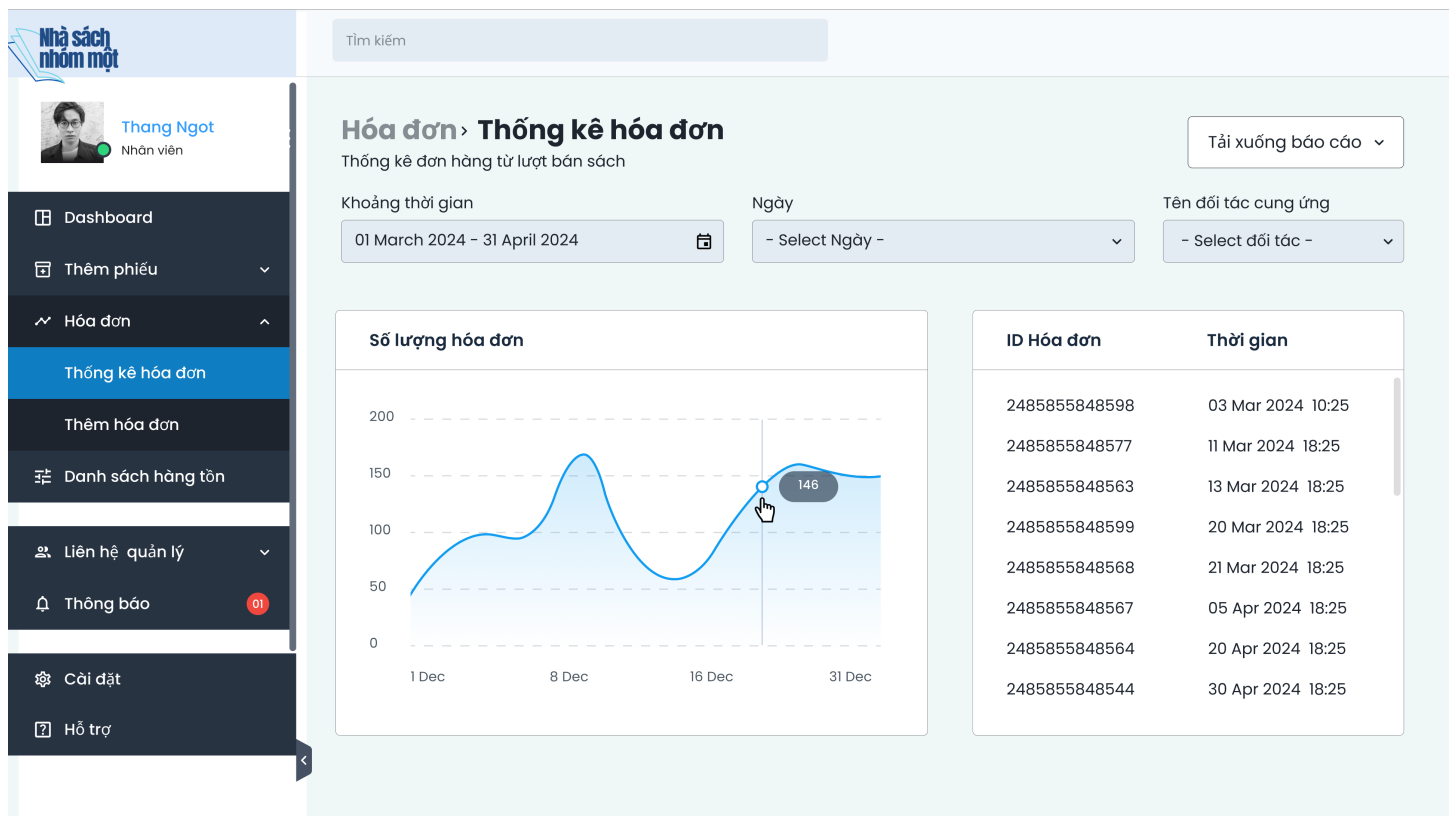 Nhà sách
nhóm một
Tìm kiếm
Thang Ngot
Nhân viên
Dashboard
Thêm phiếu
Hóa đơn
Thống kê hóa đơn
Thêm hóa đơn
Danh sách hàng tồn
Liên hệ quản lý
Thông báo
01
Cài đặt
Hỗ trợ
Hóa đơn › Thống kê hóa đơn
Thống kê đơn hàng từ lượt bán sách
Tải xuống báo cáo
Khoảng thời gian
01 March 2024 - 31 April 2024
Ngày
- Select Ngày -
Tên đối tác cung ứng
- Select đối tác -
Số lượng hóa đơn
200
150
100
50
0
146
1 Dec
8 Dec
16 Dec
31 Dec
ID Hóa đơn Thời gian
2485855848598 03 Mar 2024 10:25
2485855848577 11 Mar 2024 18:25
2485855848563 13 Mar 2024 18:25
2485855848599 20 Mar 2024 18:25
2485855848568 21 Mar 2024 18:25
2485855848567 05 Apr 2024 18:25
2485855848564 20 Apr 2024 18:25
2485855848544 30 Apr 2024 18:25